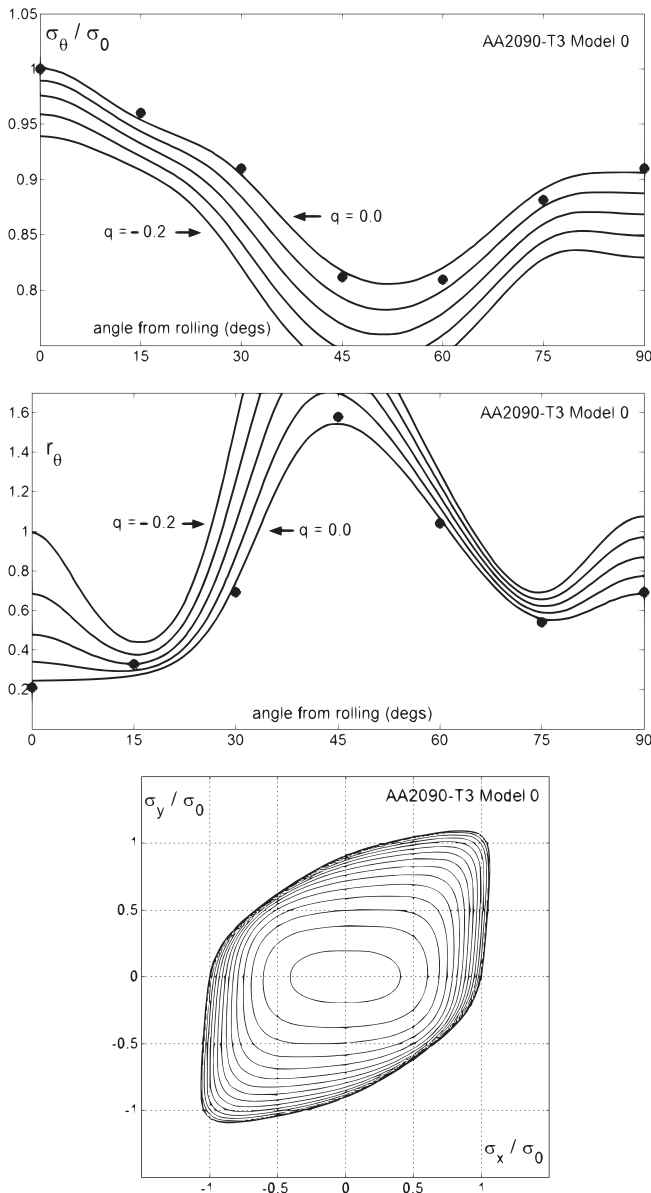 1.05
σθ / σ0
AA2090-T3 Model 0
1
0.95
0.9
q = 0.0
q = - 0.2
0.85
0.8
angle from rolling (degs)
0 15 30 45 60 75 90
1.6
AA2090-T3 Model 0
rθ
1.4
1.2
q = - 0.2
q = 0.0
1
0.8
0.6
0.4
0.2
angle from rolling (degs)
0 15 30 45 60 75 90
σy / σ0
AA2090-T3 Model 0
1
0.5
0
-0.5
-1
σx / σ0
-1 -0.5 0 0.5 1